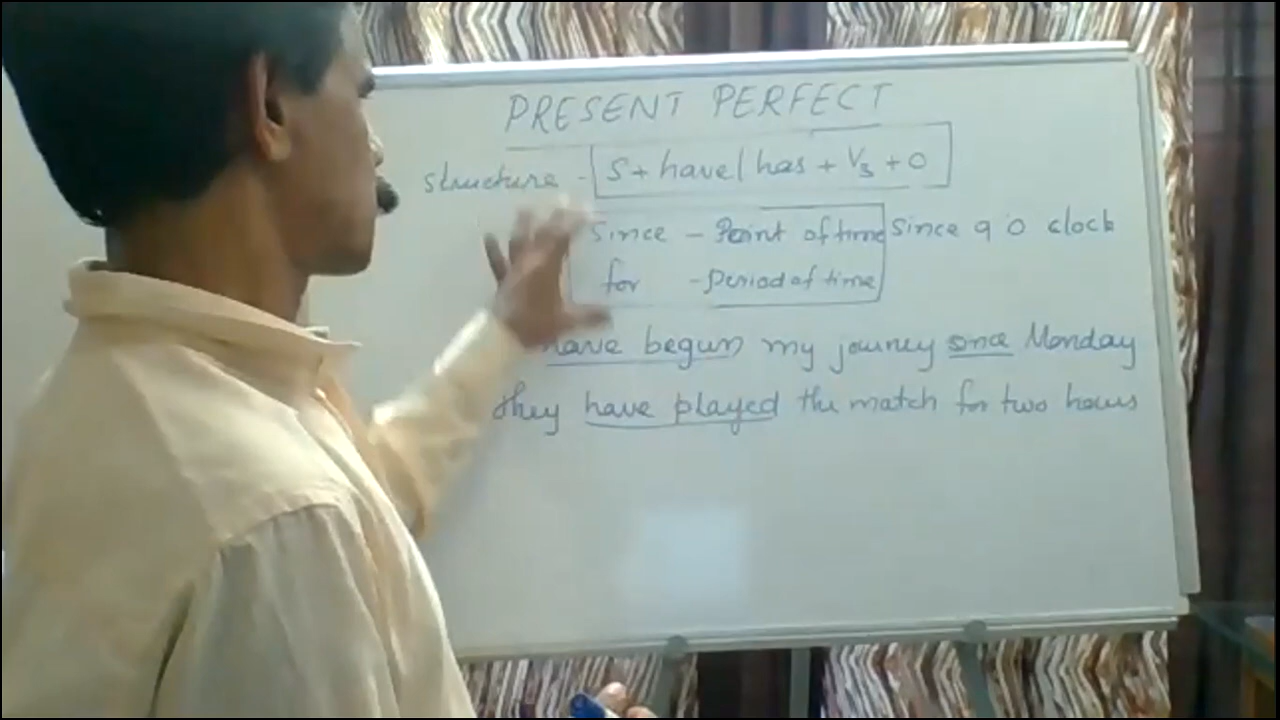 PRESENT PERFECT
structure - S + have / has + V3 + O
Since - Point of time Since 9 O clock
for - Period of time
have begun my journey since Monday
they have played the match for two hours